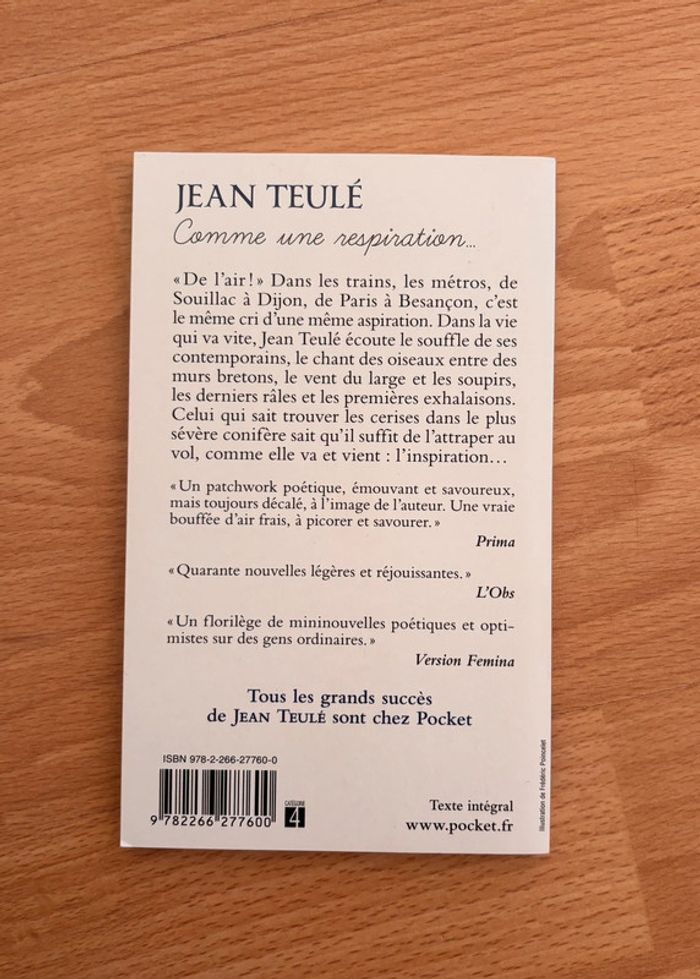 JEAN TEULÉ
Comme une respiration...
« De l'air ! » Dans les trains, les métros, de
Souillac à Dijon, de Paris à Besançon, c'est
le même cri d'une même aspiration. Dans la vie
qui va vite, Jean Teulé écoute le souffle de ses
contemporains, le chant des oiseaux entre des
murs bretons, le vent du large et les soupirs,
les derniers râles et les premières exhalaisons.
Celui qui sait trouver les cerises dans le plus
sévère conifère sait qu'il suffit de l'attraper au
vol, comme elle va et vient : l'inspiration…
« Un patchwork poétique, émouvant et savoureux,
mais toujours décalé, à l'image de l'auteur. Une vraie
bouffée d'air frais, à picorer et savourer. »
Prima
« Quarante nouvelles légères et réjouissantes. »
L'Obs
« Un florilège de mininouvelles poétiques et opti-
mistes sur des gens ordinaires. »
Version Femina
Tous les grands succès
de JEAN TEULÉ sont chez Pocket
ISBN 978-2-266-27760-0
9 782266 277600
CATÉGORIE
4
Texte intégral
www.pocket.fr
Illustration de Frédéric Poincelet